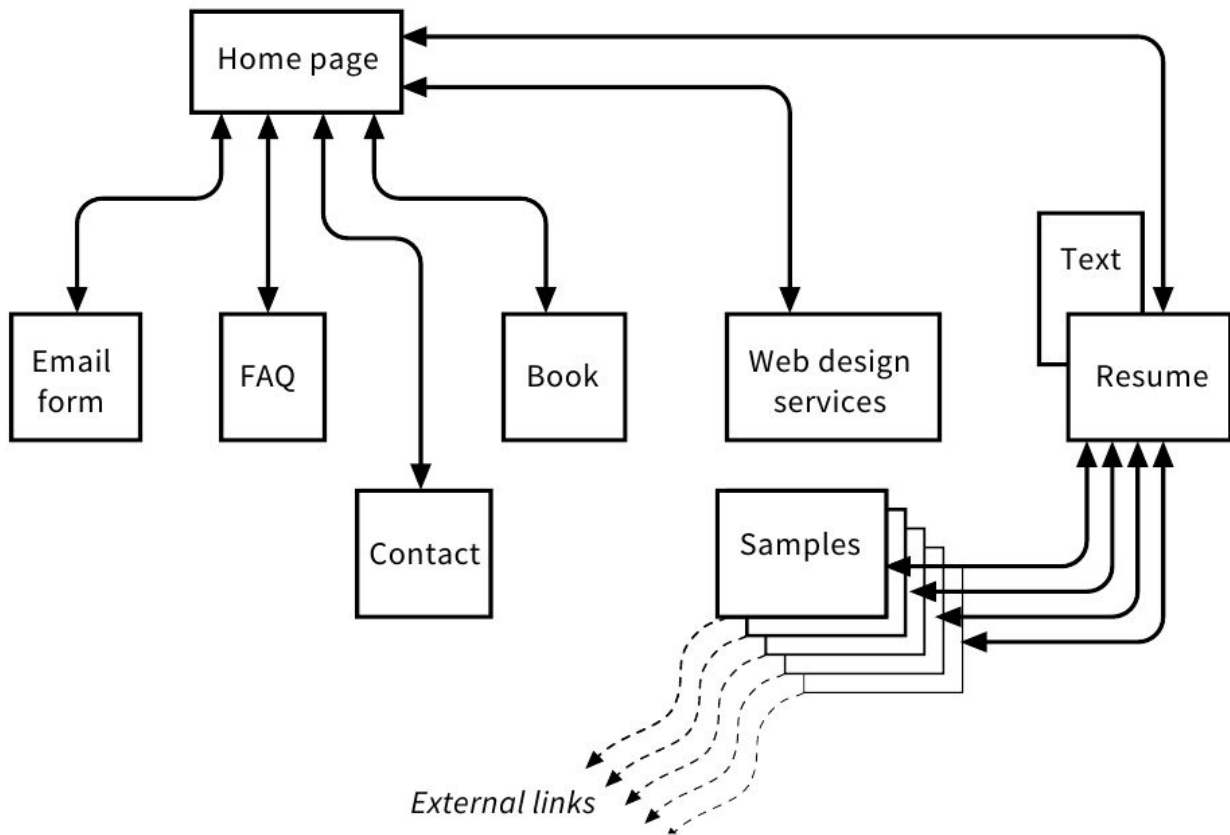 Home page
Text
Email
form
FAQ
Book
Web design
services
Resume
Contact
Samples
External links